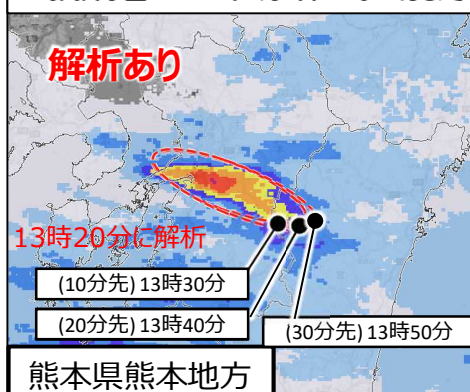 解析あり
13時20分に解析
(10分先) 13時30分
(20分先) 13時40分
(30分先) 13時50分
熊本県熊本地方